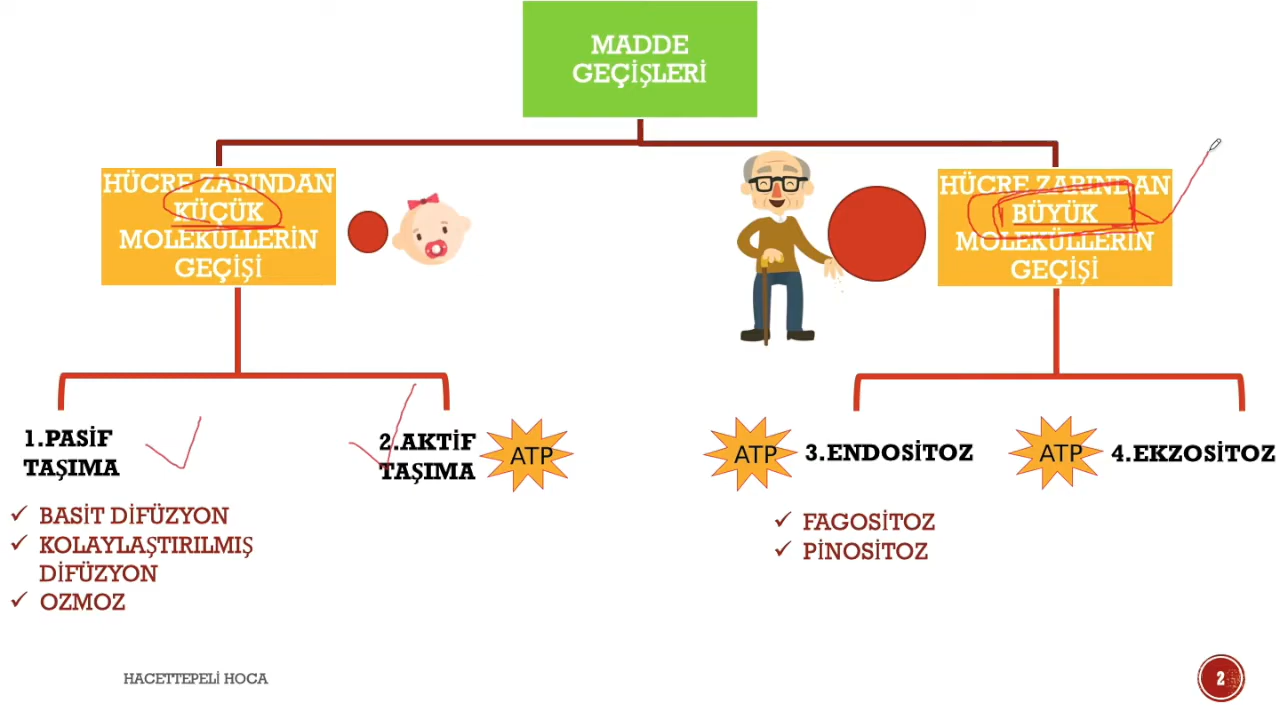 MADDE
GEÇİŞLERİ
HÜCRE ZARINDAN
KÜÇÜK
MOLEKÜLLERİN
GEÇİŞİ
HÜCRE ZARINDAN
BÜYÜK
MOLEKÜLLERİN
GEÇİŞİ
1.PASİF
TAŞIMA
2.AKTİF
TAŞIMA
ATP
ATP
3.ENDOSİTOZ
ATP
4.EKZOSİTOZ
✓ BASİT DİFÜZYON
✓ KOLAYLAŞTIRILMIŞ
DİFÜZYON
✓ OZMOZ
✓ FAGOSİTOZ
✓ PİNOSİTOZ
HACETTEPELİ HOCA
2